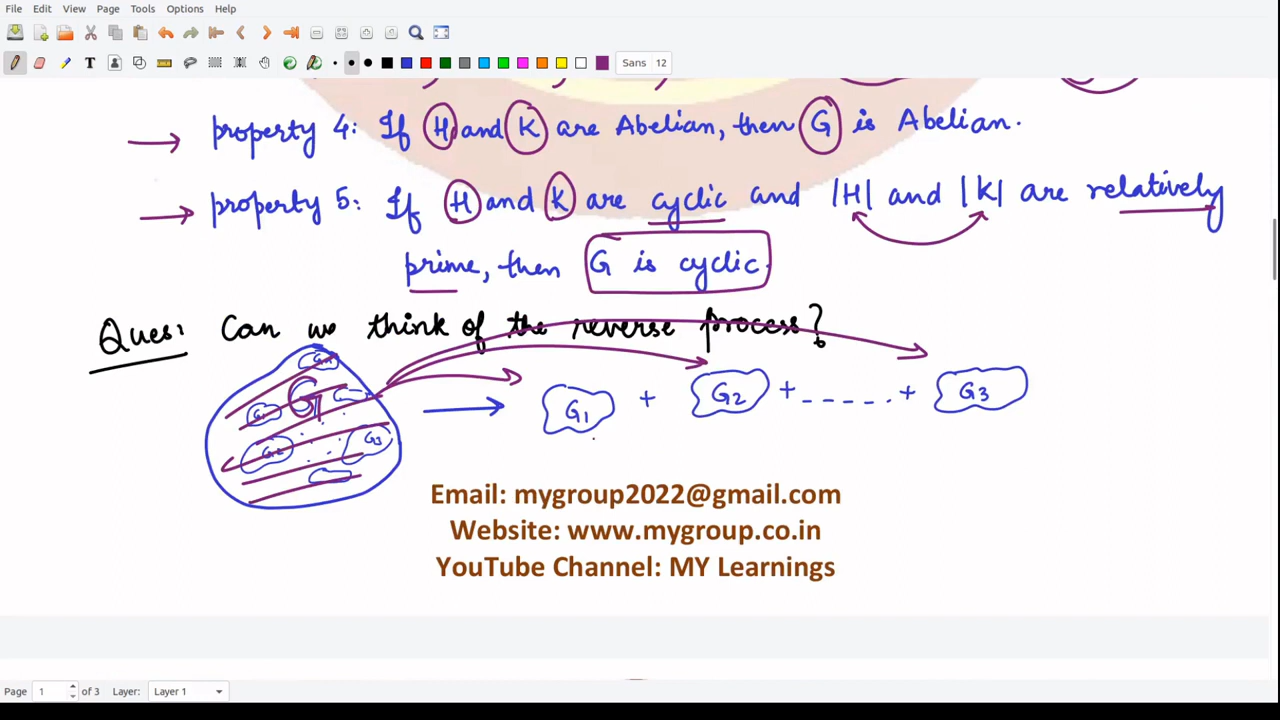 File Edit View Page Tools Options Help
Sans 12
property 4: If H and K are Abelian, then G is Abelian.
property 5: If H and K are cyclic and |H| and |K| are relatively
prime, then G is cyclic.
Ques: Can we think of the reverse process?
G G1 G2 G3
G1 + G2 + ----- + G3
Email: mygroup2022@gmail.com
Website: www.mygroup.co.in
YouTube Channel: MY Learnings
Page 1 of 3 Layer: Layer 1